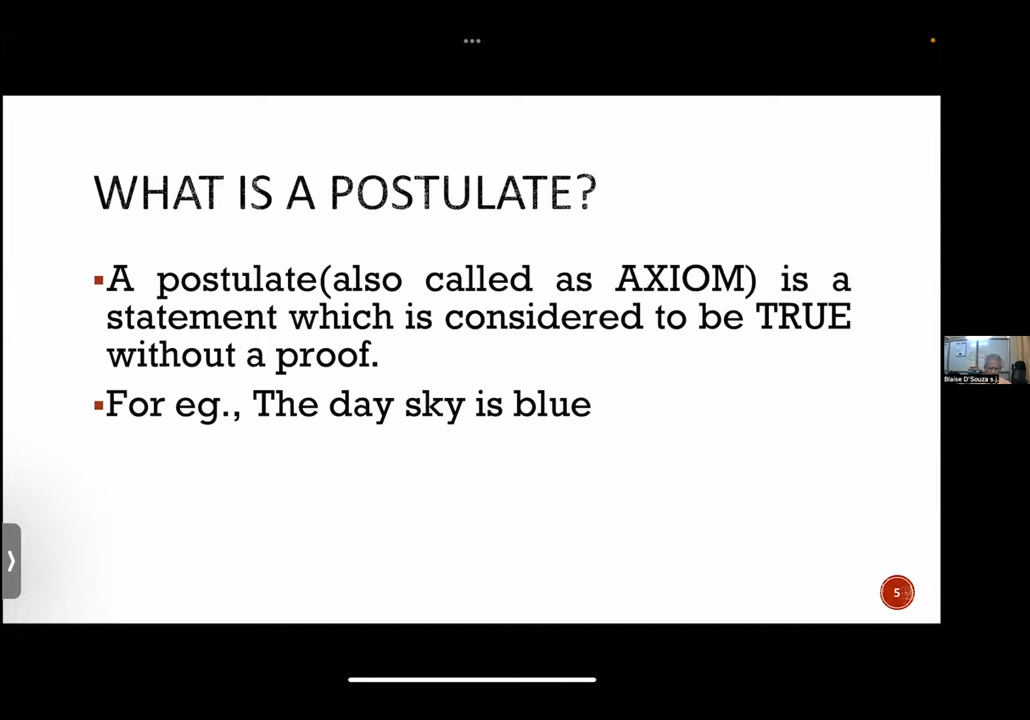 WHAT IS A POSTULATE?
▪A postulate(also called as AXIOM) is a
statement which is considered to be TRUE
without a proof.
▪For eg., The day sky is blue
5
Blaise D'Souza s.j.